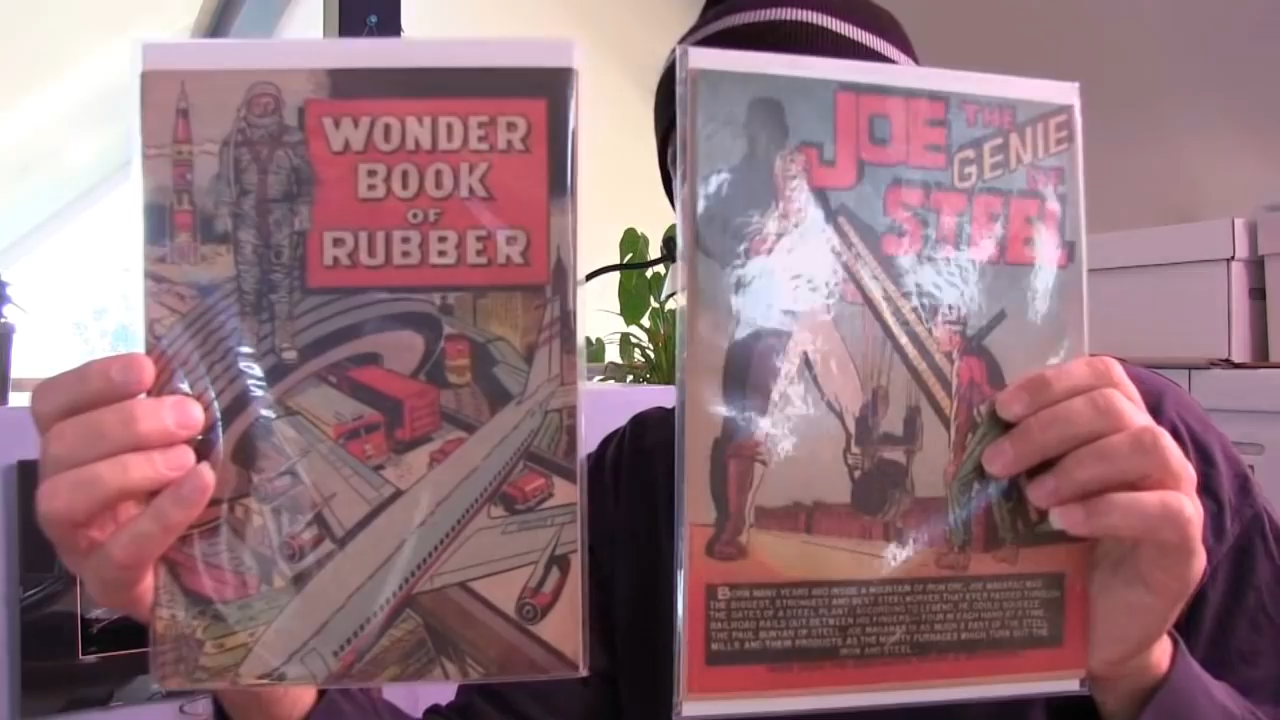 WONDER
BOOK
OF
RUBBER
JOE THE
GENIE
OF
STEEL
BORN MANY YEARS AGO INSIDE A MOUNTAIN OF IRON ORE, JOE MAGARAC WAS
THE BIGGEST, STRONGEST AND BEST STEELWORKER THAT EVER PASSED THROUGH
THE GATES OF A STEEL PLANT. ACCORDING TO LEGEND, HE COULD SQUEEZE
RAILROAD RAILS OUT BETWEEN HIS FINGERS—FOUR IN EACH HAND AT A TIME.
THE PAUL BUNYAN OF STEEL, JOE MAGARAC IS AS MUCH A PART OF THE STEEL
MILLS AND THEIR PRODUCTS AS THE MIGHTY FURNACES WHICH TURN OUT THE
IRON AND STEEL.